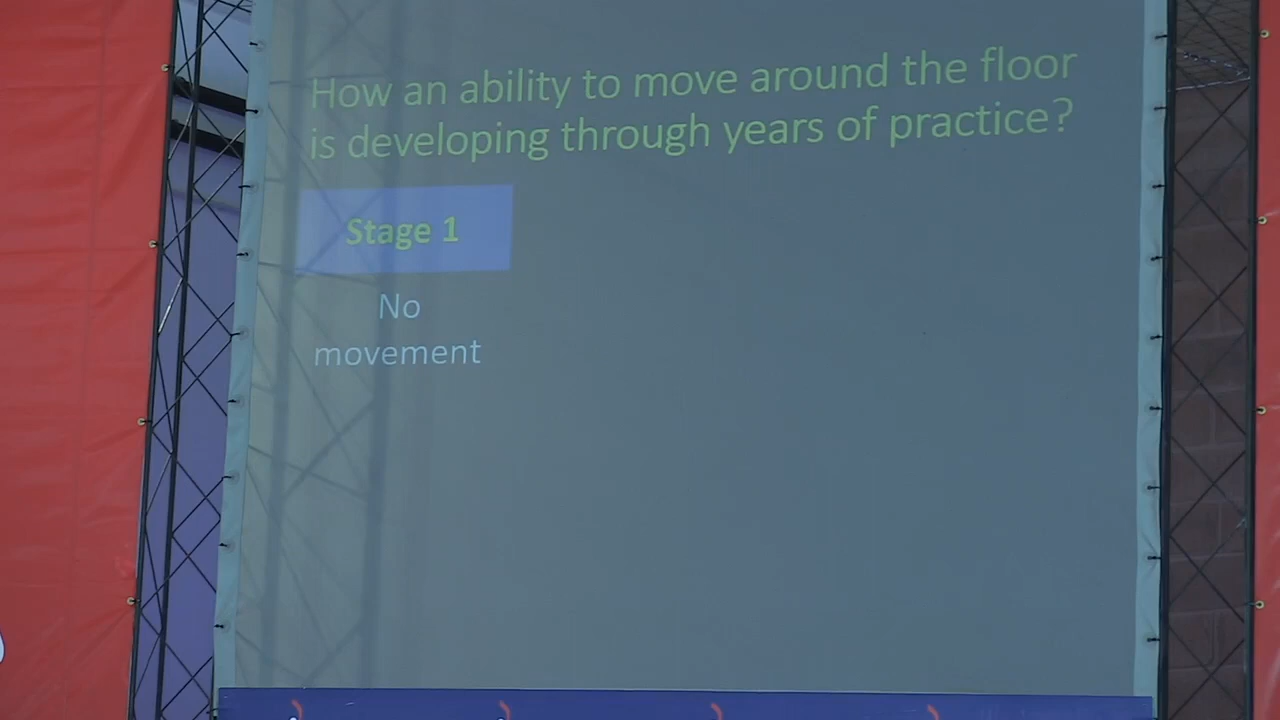 How an ability to move around the floor
is developing through years of practice?
Stage 1
No
movement